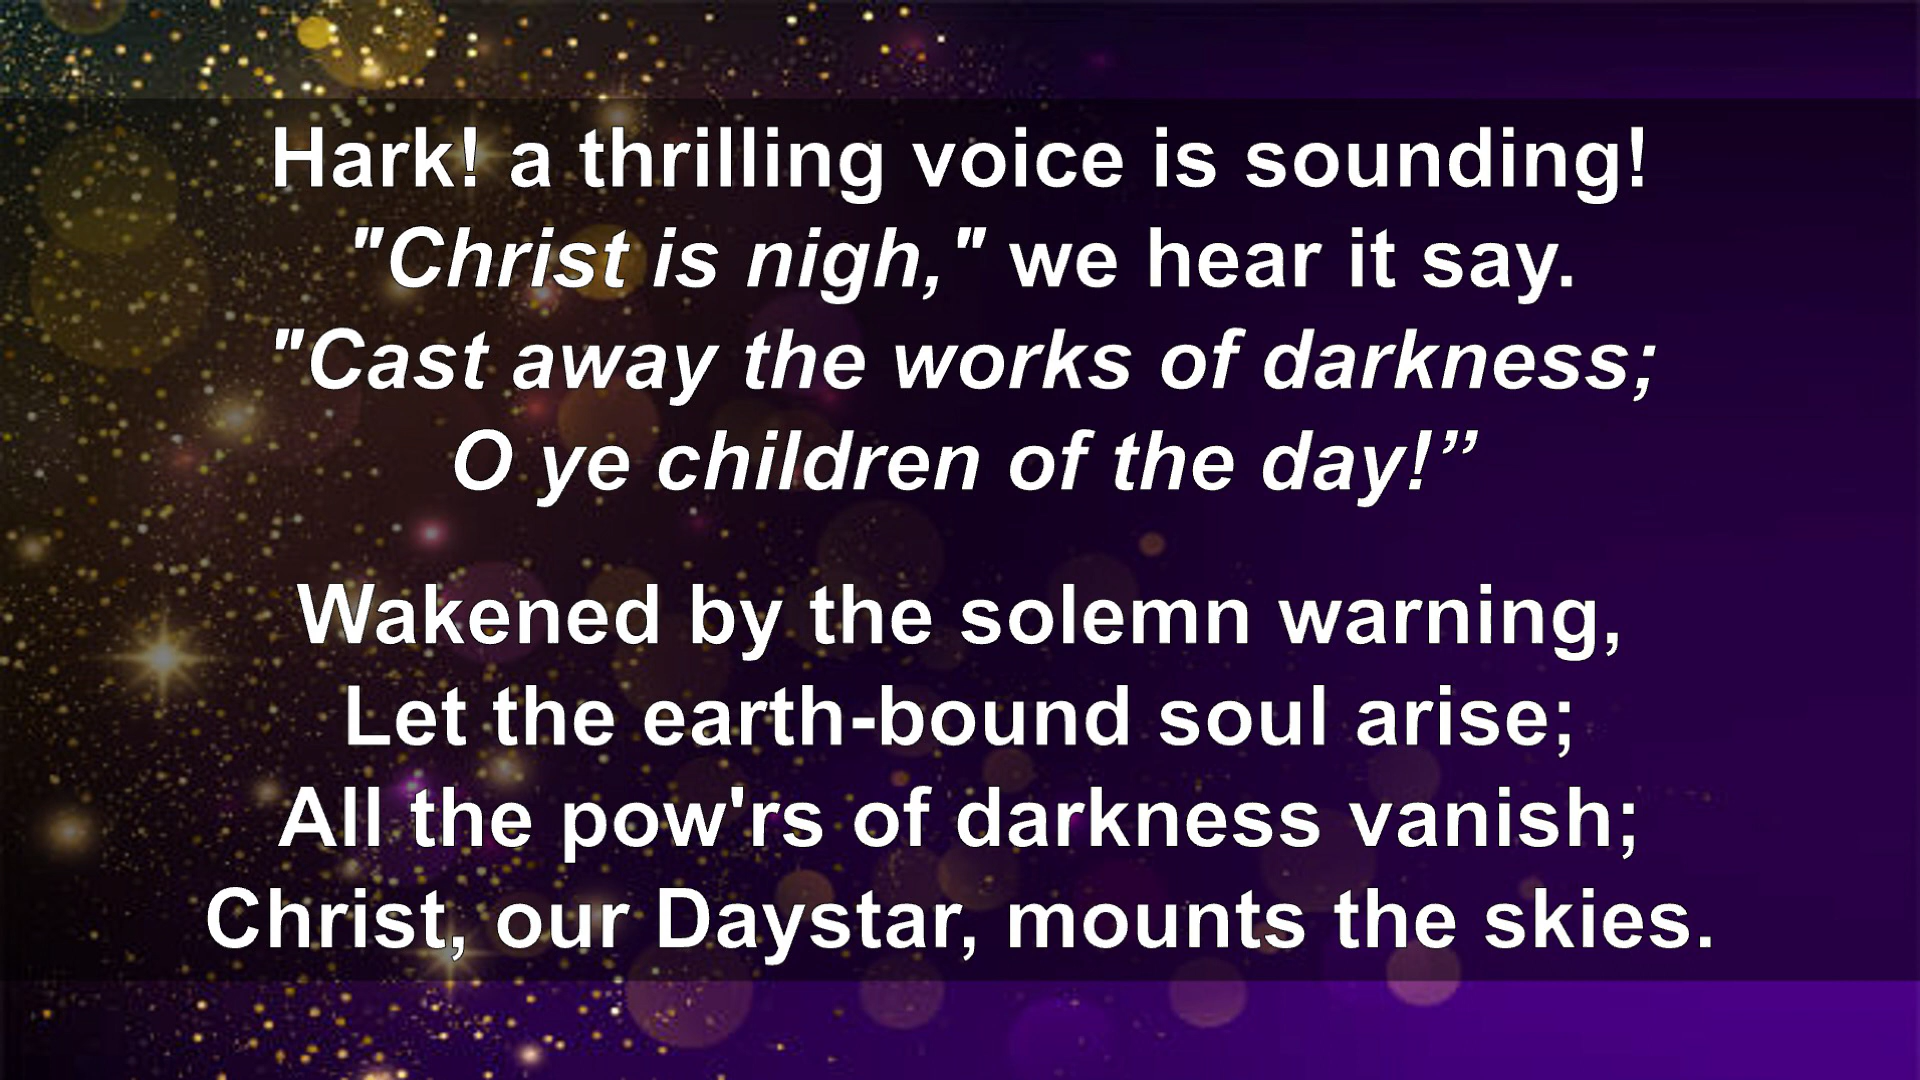 Hark! a thrilling voice is sounding!
"Christ is nigh," we hear it say.
"Cast away the works of darkness;
O ye children of the day!”
Wakened by the solemn warning,
Let the earth-bound soul arise;
All the pow'rs of darkness vanish;
Christ, our Daystar, mounts the skies.